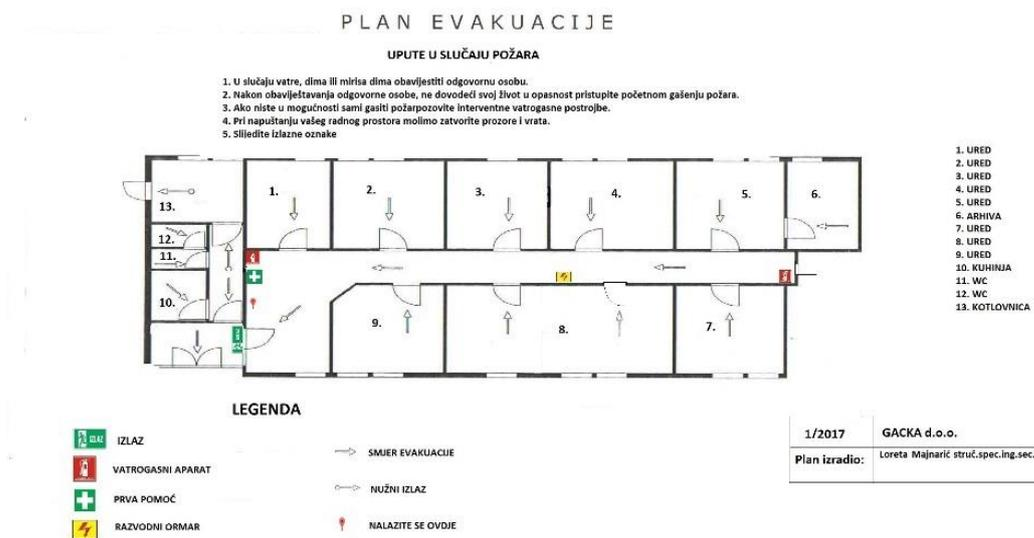 PLAN EVAKUACIJE
UPUTE U SLUČAJU POŽARA
1. U slučaju vatre, dima ili mirisa dima obavijestiti odgovornu osobu.
2. Nakon obavještavanja odgovorne osobe, ne dovodeći svoj život u opasnost pristupite početnom gašenju požara.
3. Ako niste u mogućnosti sami gasiti požarpozovite interventne vatrogasne postrojbe.
4. Pri napuštanju vašeg radnog prostora molimo zatvorite prozore i vrata.
5. Slijedite izlazne oznake
1. URED
2. URED
3. URED
4. URED
5. URED
6. ARHIVA
7. URED
8. URED
9. URED
10. KUHINJA
11. WC
12. WC
13. KOTLOVNICA
1.
2.
3.
4.
5.
6.
13.
12.
11.
10.
9.
8.
7.
LEGENDA
IZLAZ
IZLAZ
VATROGASNI APARAT
PRVA POMOĆ
RAZVODNI ORMAR
SMJER EVAKUACIJE
NUŽNI IZLAZ
NALAZITE SE OVDJE
1/2017 GACKA d.o.o.
Plan izradio: Loreta Majnarić struč.spec.ing.sec.